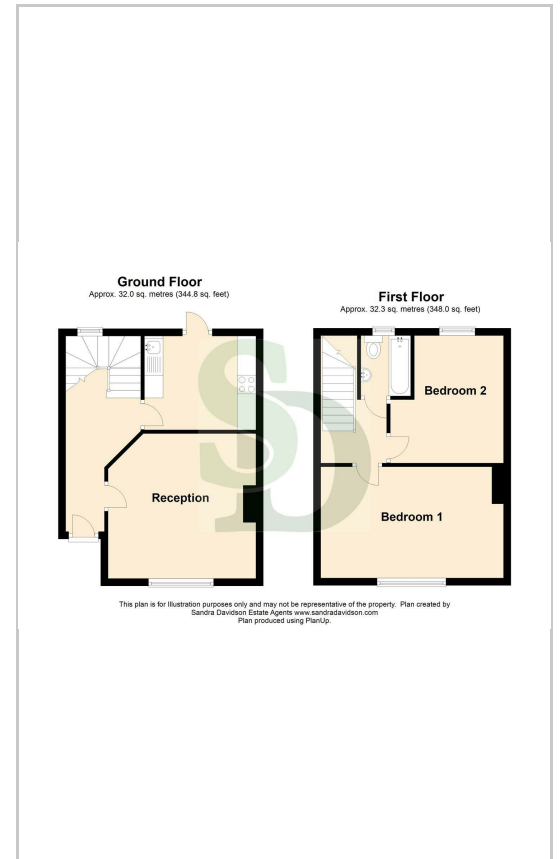 Ground Floor
Approx. 32.0 sq. metres (344.8 sq. feet)
Reception
First Floor
Approx. 32.3 sq. metres (348.0 sq. feet)
Bedroom 2
Bedroom 1
SD
This plan is for Illustration purposes only and may not be representative of the property. Plan created by
Sandra Davidson Estate Agents www.sandradavidson.com
Plan produced using PlanUp.